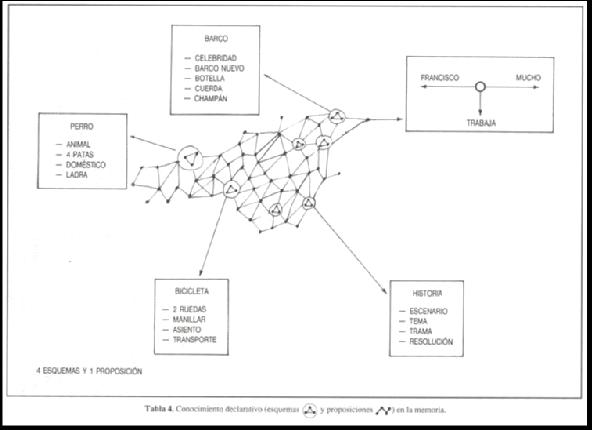 BARCO
— CELEBRIDAD
— BARCO NUEVO
— BOTELLA
— CUERDA
— CHAMPÁN
FRANCISCO
MUCHO
TRABAJA
PERRO
— ANIMAL
— 4 PATAS
— DOMÉSTICO
— LADRA
BICICLETA
— 2 RUEDAS
— MANILLAR
— ASIENTO
— TRANSPORTE
HISTORIA
— ESCENARIO
— TEMA
— TRAMA
— RESOLUCIÓN
4 ESQUEMAS Y 1 PROPOSICIÓN
Tabla 4. Conocimiento declarativo (esquemas y proposiciones) en la memoria.